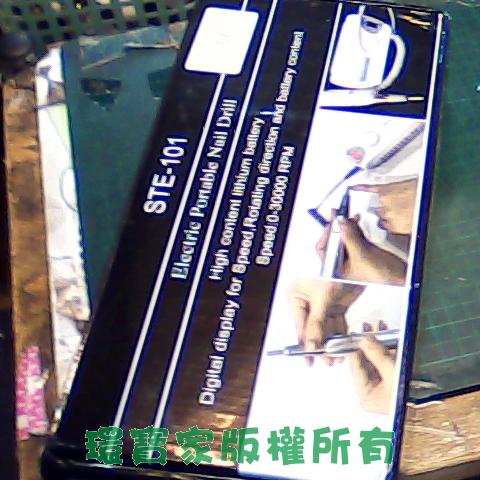 STE-101
Electric Portable Nail Drill
High content lithium battery
Digital display for Speed,Rotating direction and battery content
Speed:0-30000 RPM
環寶家版權所有